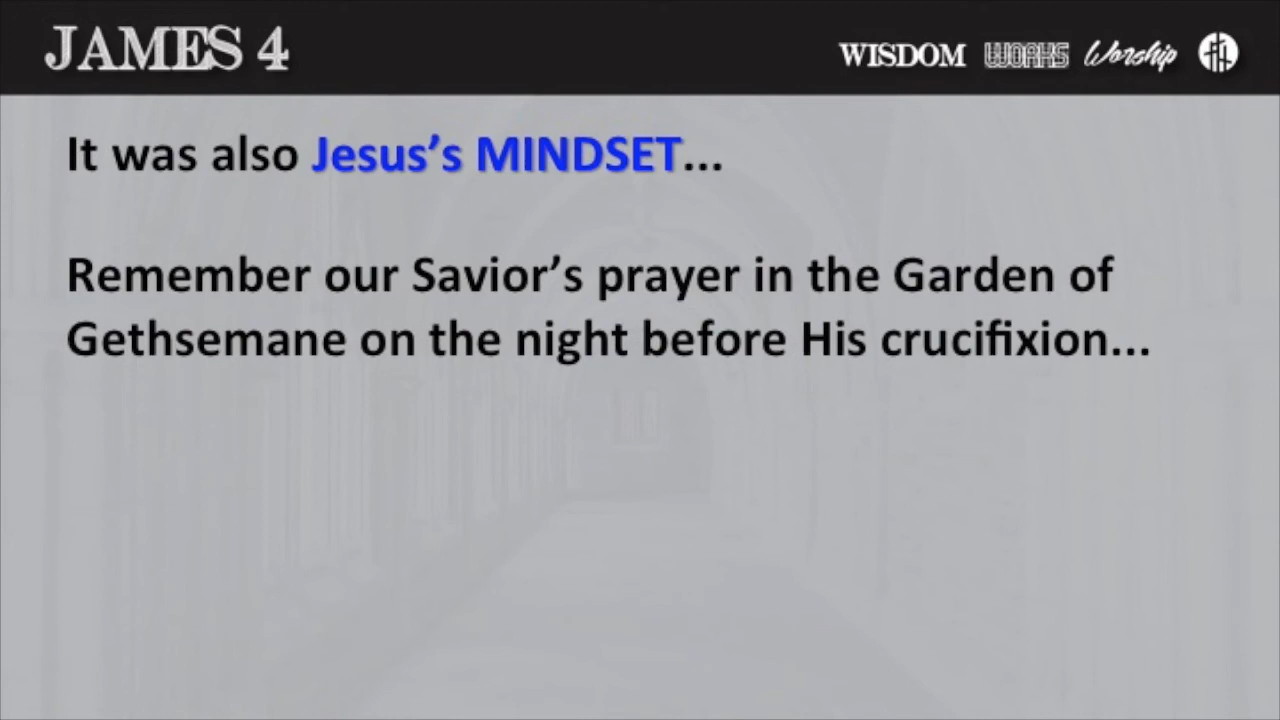 JAMES 4 WISDOM WORKS Worship
It was also Jesus’s MINDSET...
Remember our Savior’s prayer in the Garden of
Gethsemane on the night before His crucifixion...